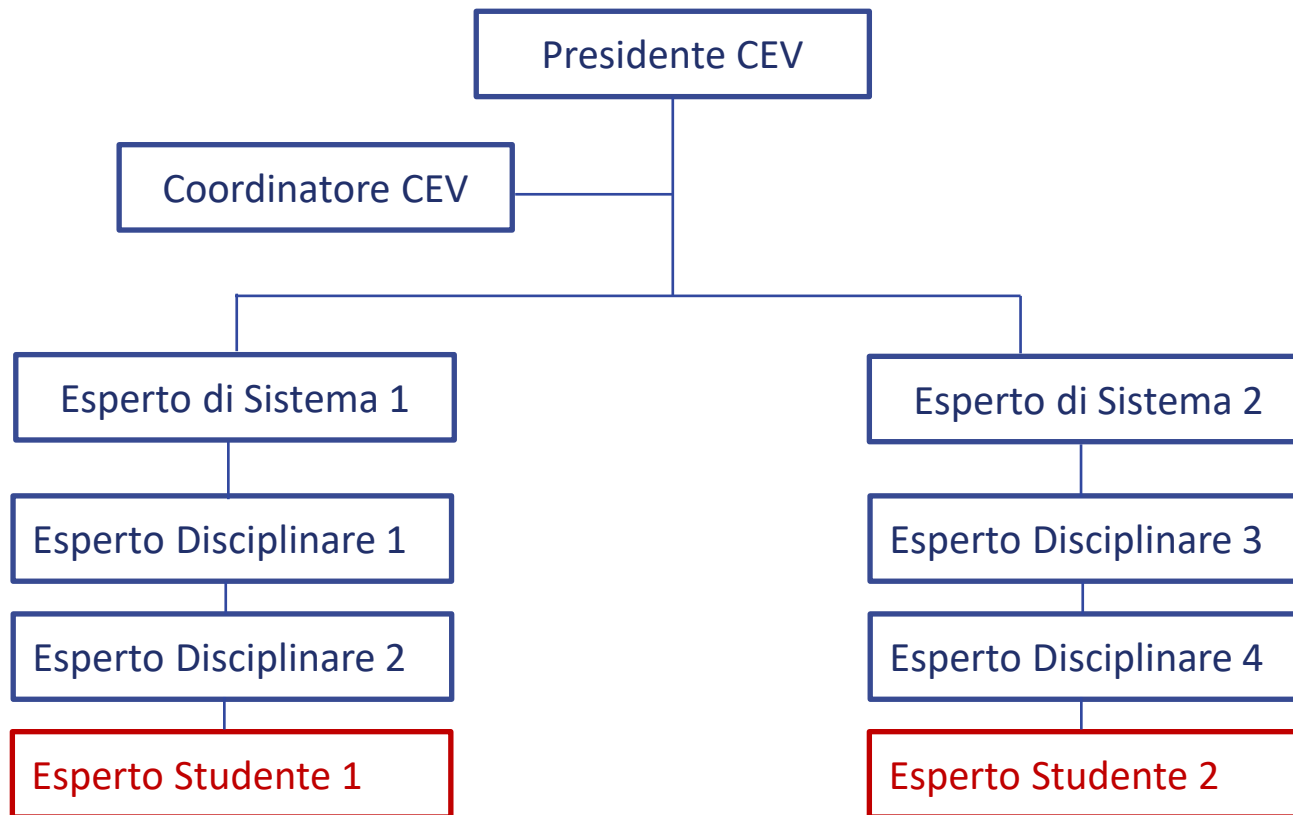 Presidente CEV
Coordinatore CEV
Esperto di Sistema 1
Esperto di Sistema 2
Esperto Disciplinare 1
Esperto Disciplinare 3
Esperto Disciplinare 2
Esperto Disciplinare 4
Esperto Studente 1
Esperto Studente 2